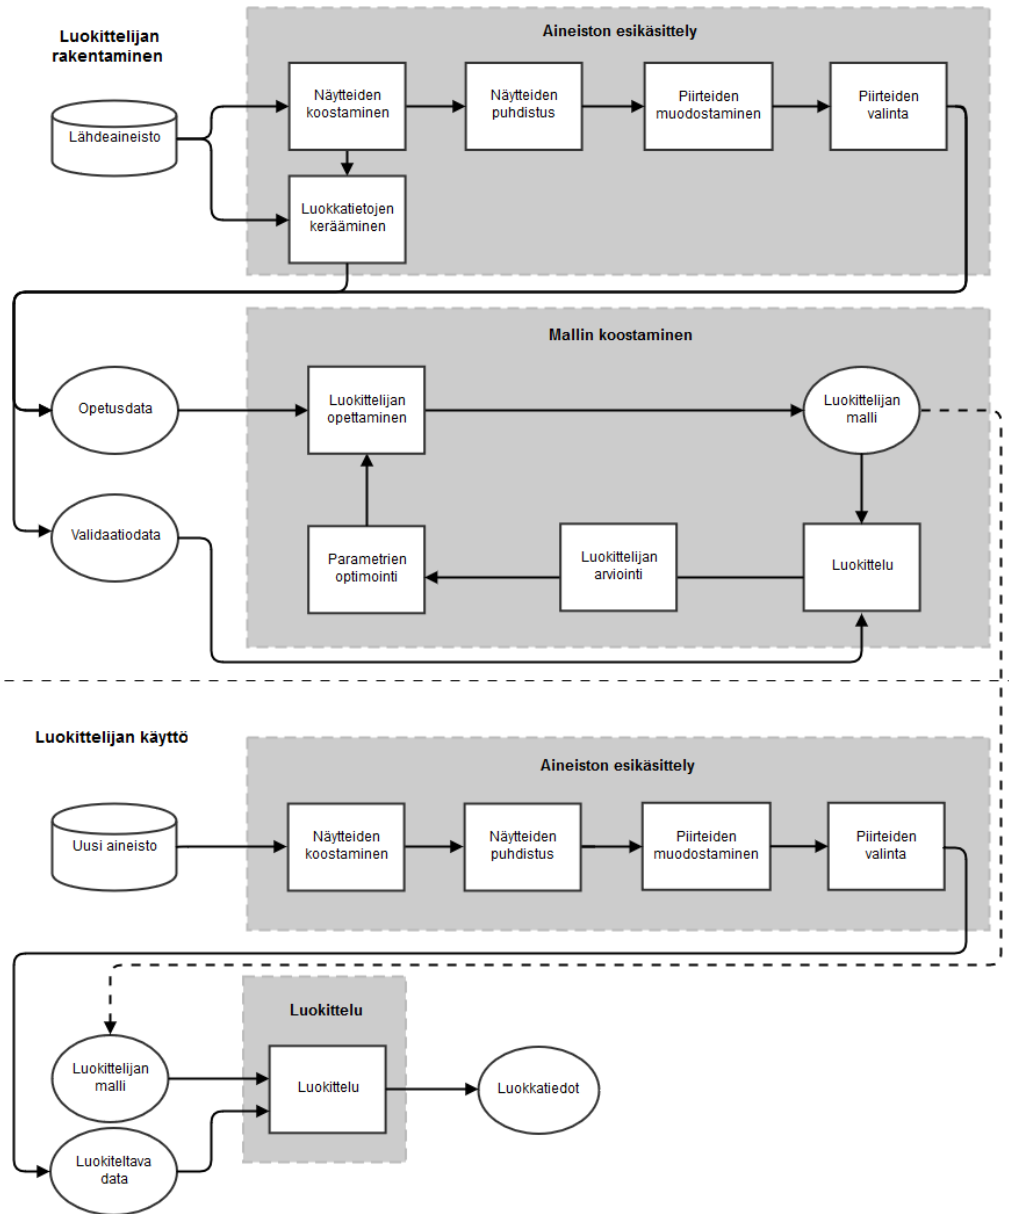 Luokittelijan
rakentaminen
Aineiston esikäsittely
Lähdeaineisto
Näytteiden
koostaminen
Näytteiden
puhdistus
Piirteiden
muodostaminen
Piirteiden
valinta
Luokkatietojen
kerääminen
Mallin koostaminen
Opetusdata
Luokittelijan
opettaminen
Luokittelijan
malli
Validaatiodata
Parametrien
optimointi
Luokittelijan
arviointi
Luokittelu
Luokittelijan käyttö
Aineiston esikäsittely
Uusi aineisto
Näytteiden
koostaminen
Näytteiden
puhdistus
Piirteiden
muodostaminen
Piirteiden
valinta
Luokittelu
Luokittelijan
malli
Luokittelu
Luokkatiedot
Luokiteltava
data